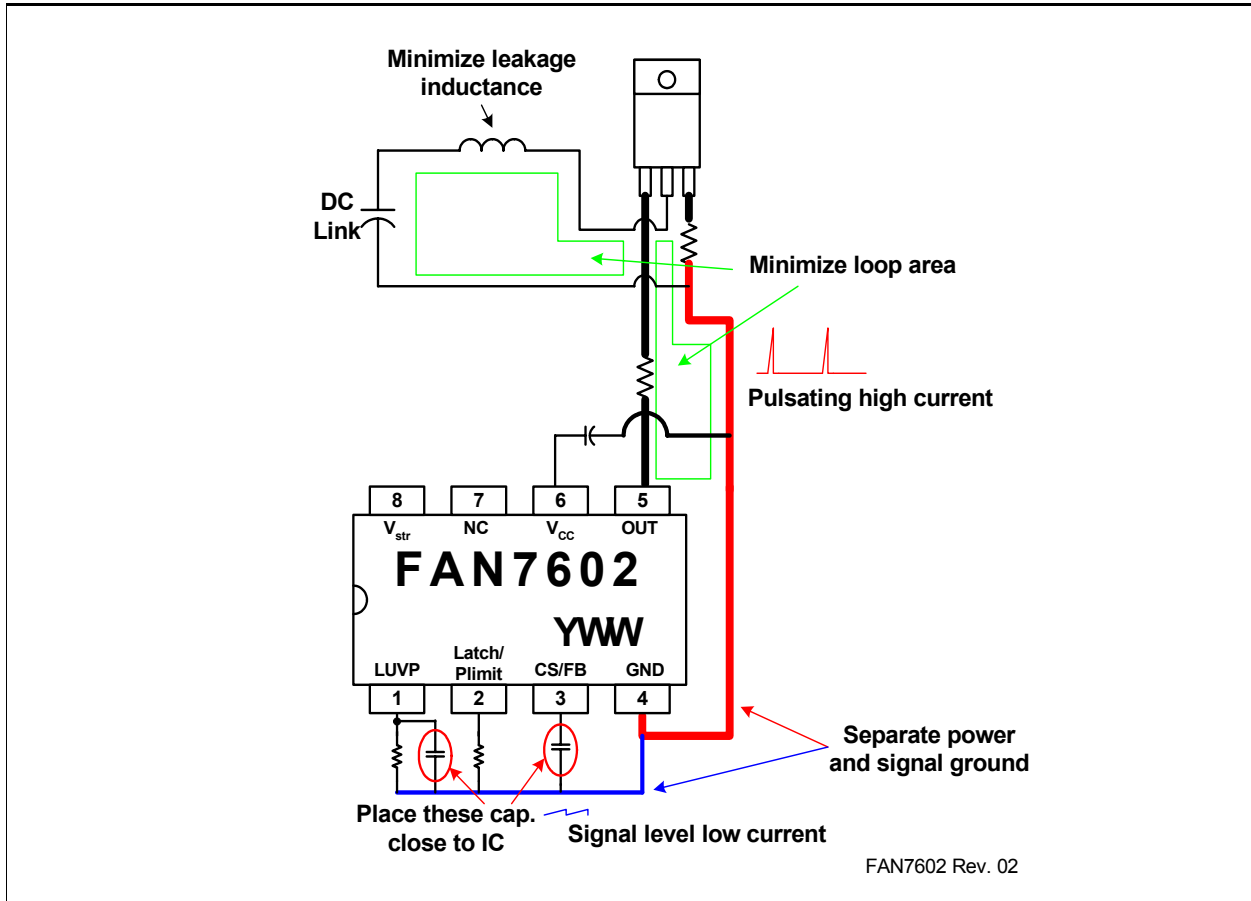 Minimize leakage
inductance
DC
Link
Minimize loop area
Pulsating high current
8
7
6
5
Vstr
NC
VCC
OUT
FAN7602
YWW
LUVP
Latch/
Plimit
CS/FB
GND
1
2
3
4
Separate power
and signal ground
Place these cap.
close to IC
Signal level low current
FAN7602 Rev. 02